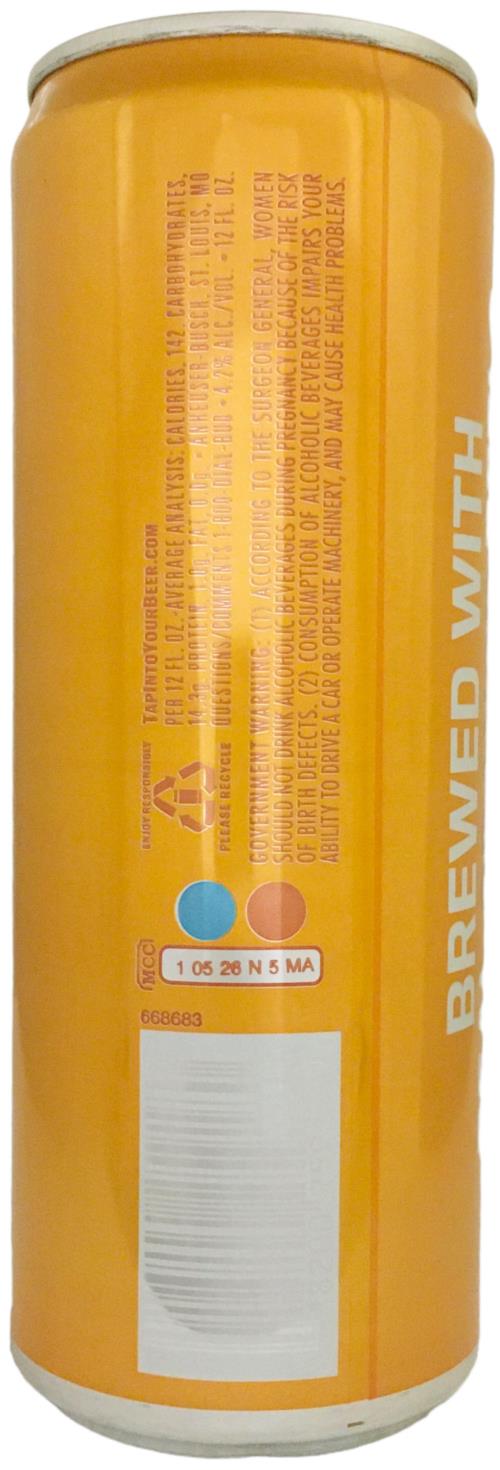 ENJOY RESPONSIBLY
PLEASE RECYCLE
TAPINTOYOURBEER.COM
PER 12 FL. OZ.-AVERAGE ANALYSIS: CALORIES, 142, CARBOHYDRATES,
14.3g, PROTEIN, 1.0g, FAT, 0.0g. - ANHEUSER-BUSCH, ST. LOUIS, MO
QUESTIONS/COMMENTS 1-800-DIAL-BUD • 4.2% ALC./VOL. • 12 FL. OZ.
GOVERNMENT WARNING: (1) ACCORDING TO THE SURGEON GENERAL, WOMEN
SHOULD NOT DRINK ALCOHOLIC BEVERAGES DURING PREGNANCY BECAUSE OF THE RISK
OF BIRTH DEFECTS. (2) CONSUMPTION OF ALCOHOLIC BEVERAGES IMPAIRS YOUR
ABILITY TO DRIVE A CAR OR OPERATE MACHINERY, AND MAY CAUSE HEALTH PROBLEMS.
MCC
1 05 26 N 5 MA
668683
BREWED WITH